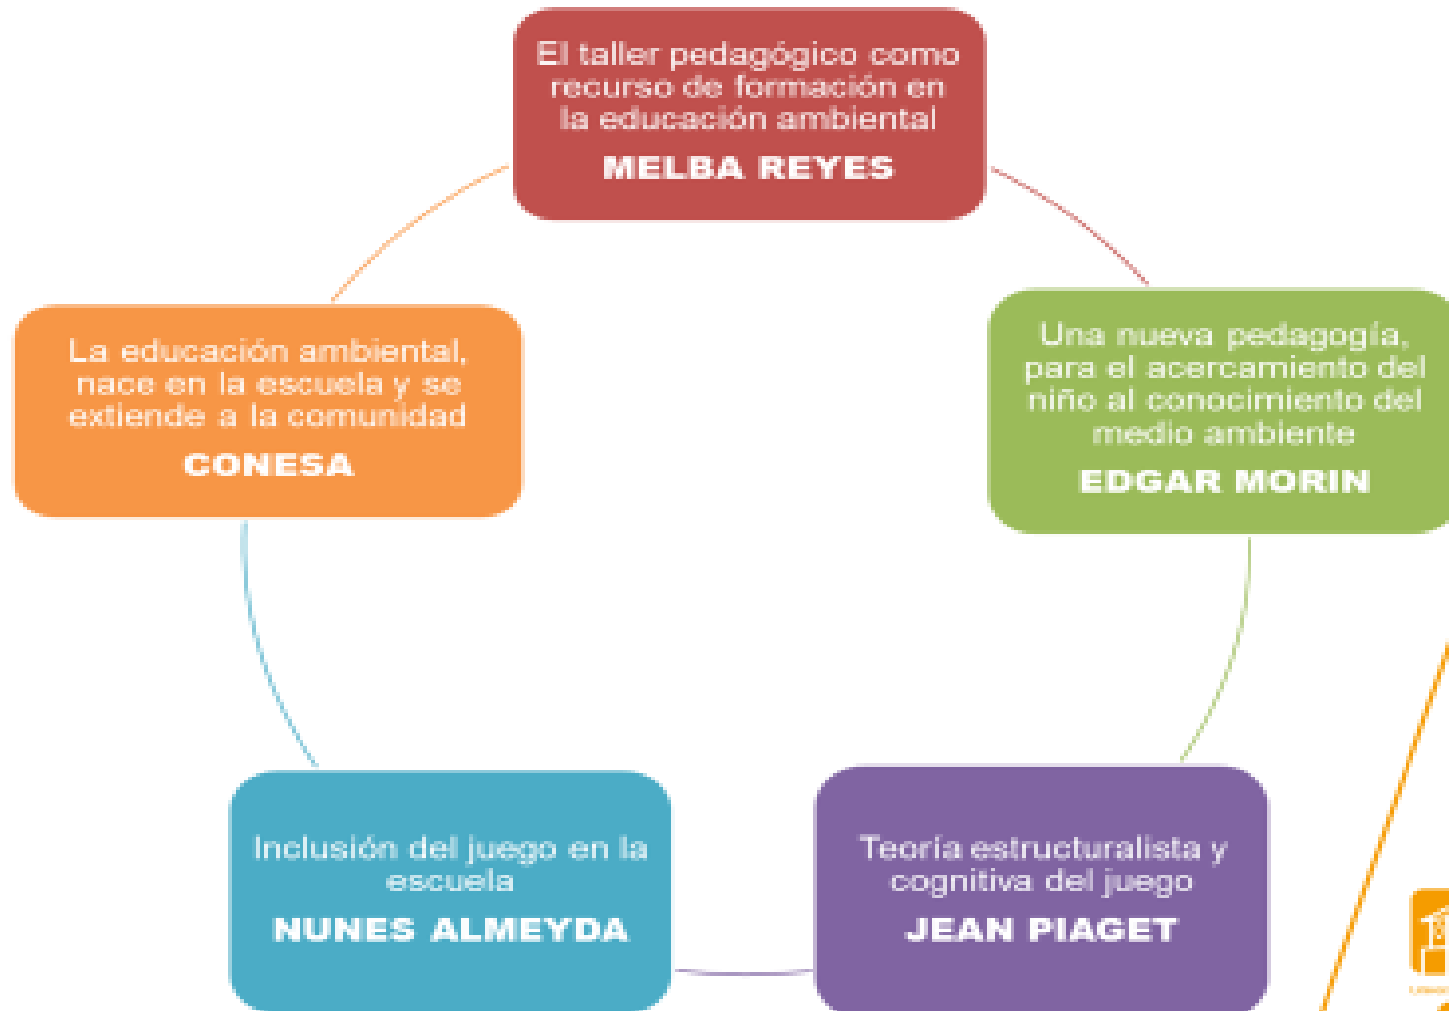 El taller pedagógico como
recurso de formación en
la educación ambiental
MELBA REYES
Una nueva pedagogía,
para el acercamiento del
niño al conocimiento del
medio ambiente
EDGAR MORIN
Teoría estructuralista y
cognitiva del juego
JEAN PIAGET
Inclusión del juego en la
escuela
NUNES ALMEYDA
La educación ambiental,
nace en la escuela y se
extiende a la comunidad
CONESA